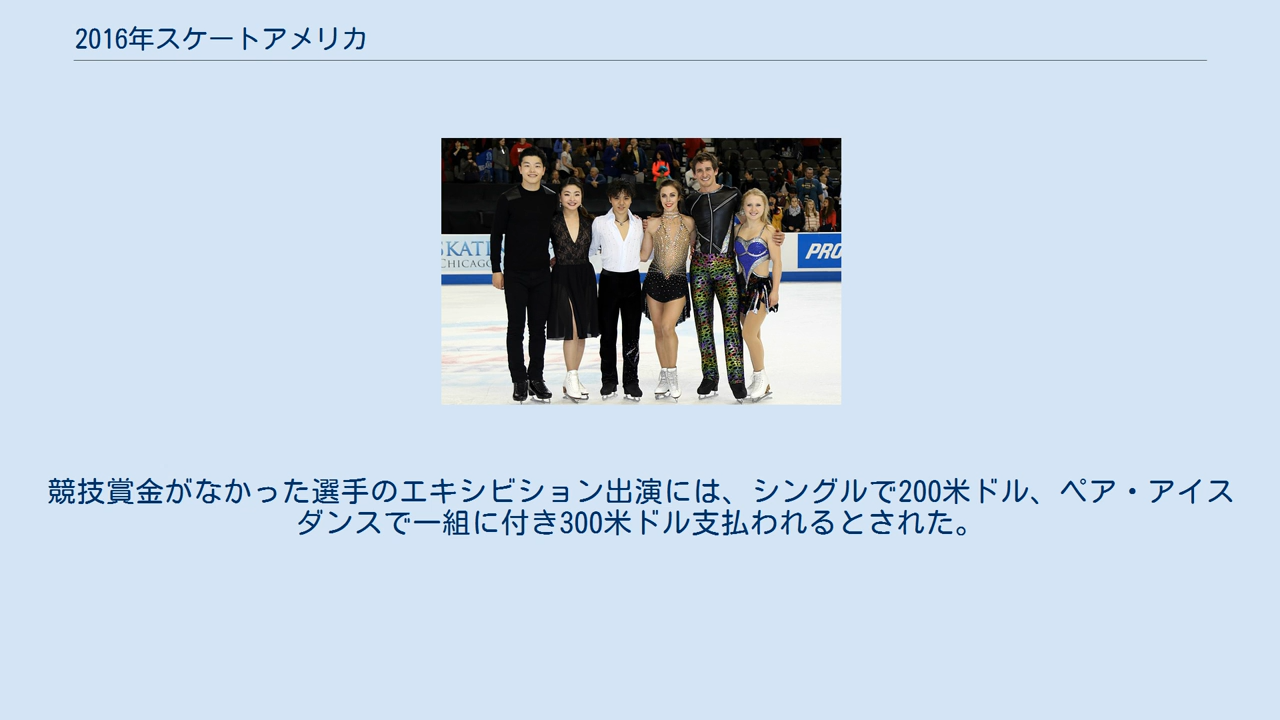 2016年スケートアメリカ
SKATE
CHICAGO
PRO
競技賞金がなかった選手のエキシビション出演には、シングルで200米ドル、ペア・アイス
ダンスで一組に付き300米ドル支払われるとされた。